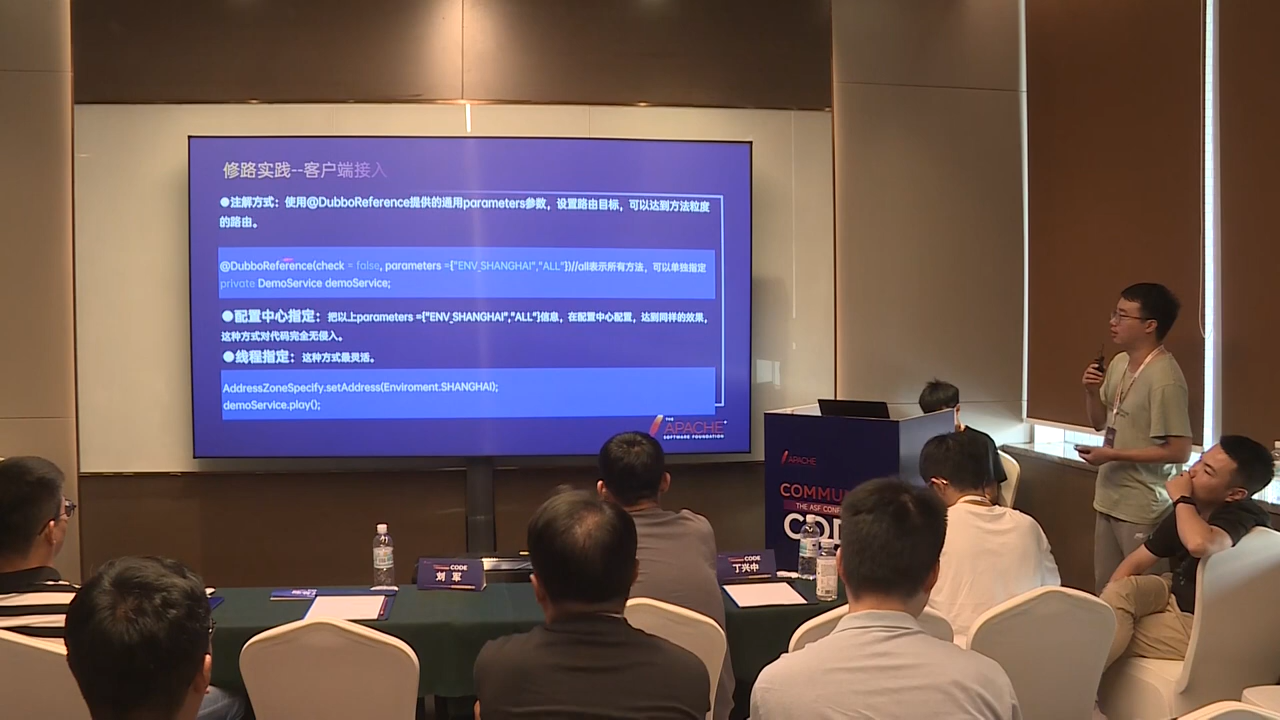 修路实践--客户端接入
●注解方式：使用@DubboReference提供的通用parameters参数，设置路由目标，可以达到方法粒度
的路由。
@DubboReference(check = false, parameters ={"ENV_SHANGHAI","ALL"})//all表示所有方法，可以单独指定
private DemoService demoService;
●配置中心指定：把以上parameters ={"ENV_SHANGHAI","ALL"}信息，在配置中心配置，达到同样的效果，
这种方式对代码完全无侵入。
●线程指定：这种方式最灵活。
AddressZoneSpecify.setAddress(Enviroment.SHANGHAI);
demoService.play();
THE
APACHE
SOFTWARE FOUNDATION
APACHE
THE ASF
CODE
刘 军
CODE
丁兴中